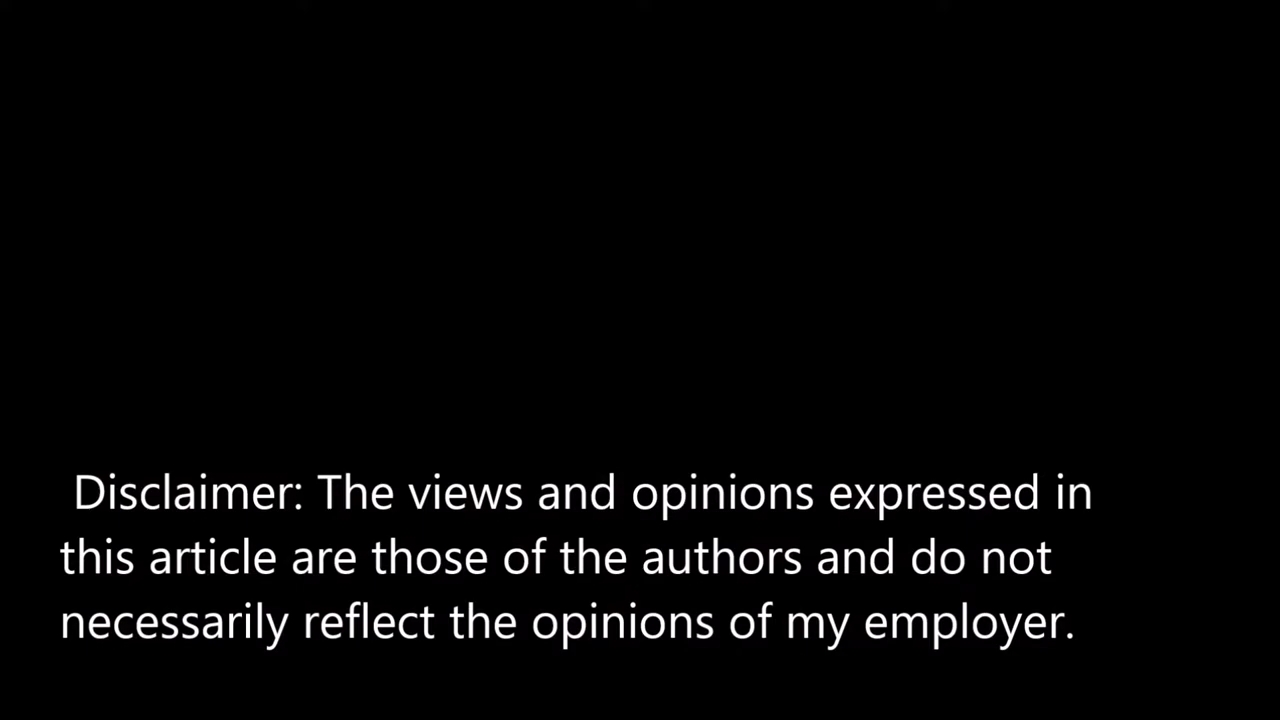 Disclaimer: The views and opinions expressed in
this article are those of the authors and do not
necessarily reflect the opinions of my employer.